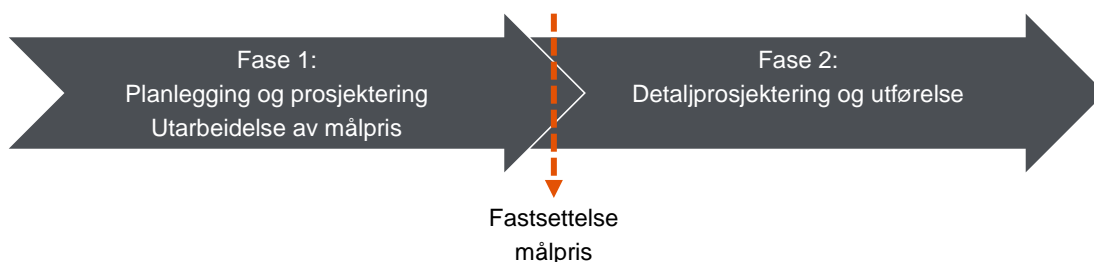 Fase 1:
Planlegging og prosjektering
Utarbeidelse av målpris
Fase 2:
Detaljprosjektering og utførelse
Fastsettelse
målpris